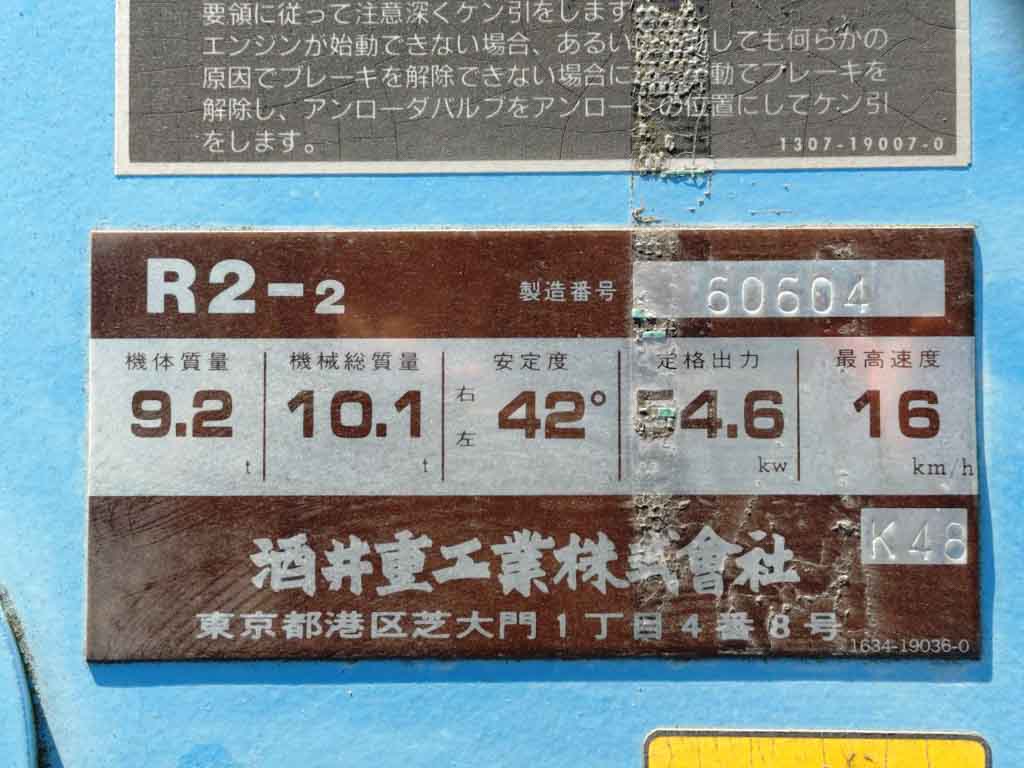 要領に従って注意深くケン引をします
エンジンが始動できない場合、あるい しても何らかの
原因でブレーキを解除できない場合に 動でブレーキを
解除し、アンローダバルブをアンロードの位置にしてケン引
をします。
1307-19007-0
R2-2 製造番号 60604
機体質量 機械総質量 安定度 定格出力 最高速度
9.2 t 10.1 t 右 左 42° 54.6 kw 16 km/h
K48
酒井重工業株式會社
東京都港区芝大門1丁目4番8号
1634-19036-0